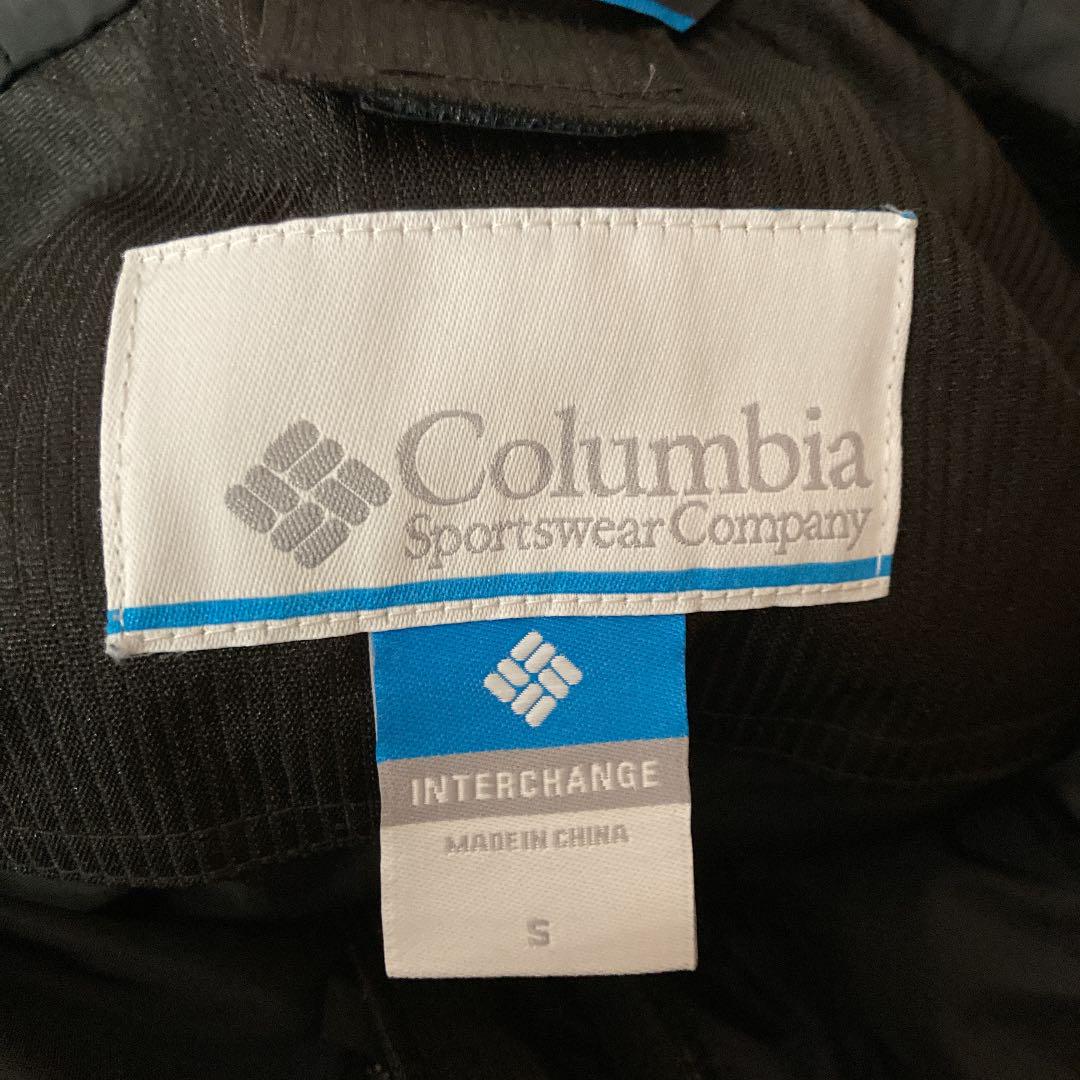 Columbia
Sportswear Company
INTERCHANGE
MADE IN CHINA
S